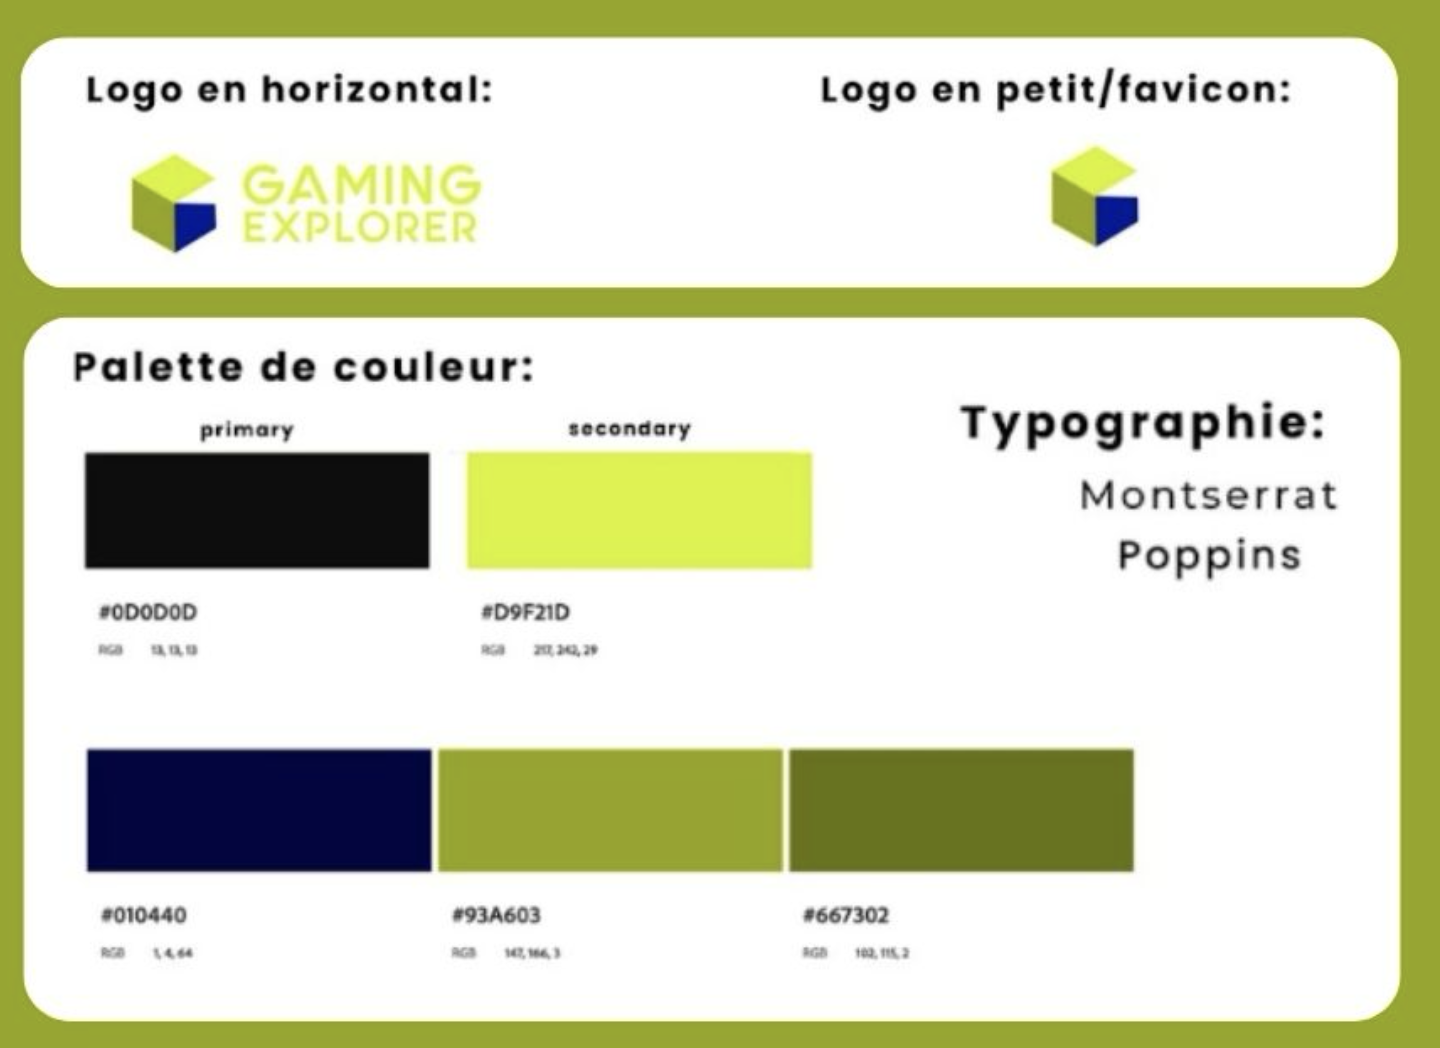 Logo en horizontal:
Logo en petit/favicon:
GAMING
EXPLORER
Palette de couleur:
primary
secondary
Typographie:
Montserrat
Poppins
#0D0D0D
#D9F21D
RGB 13, 13, 13
RGB 217, 242, 29
#010440
#93A603
#667302
RGB 1, 4, 64
RGB 147, 166, 3
RGB 102, 115, 2